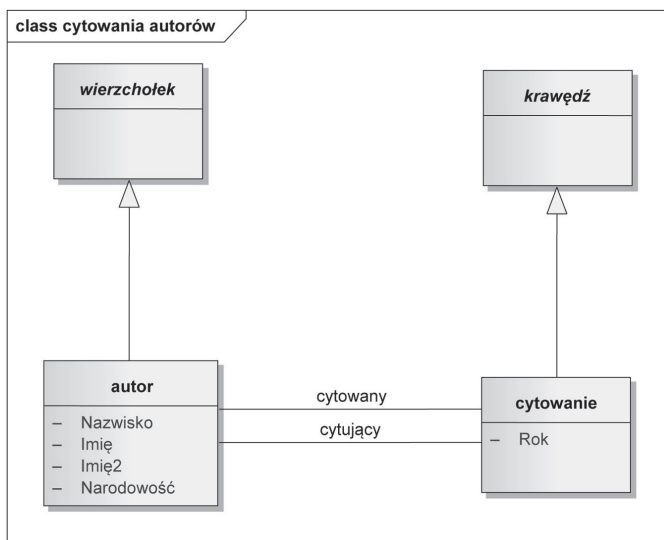 class cytowania autorów
wierzchołek
krawędź
autor
– Nazwisko
– Imię
– Imię2
– Narodowość
cytowany
cytujący
cytowanie
– Rok